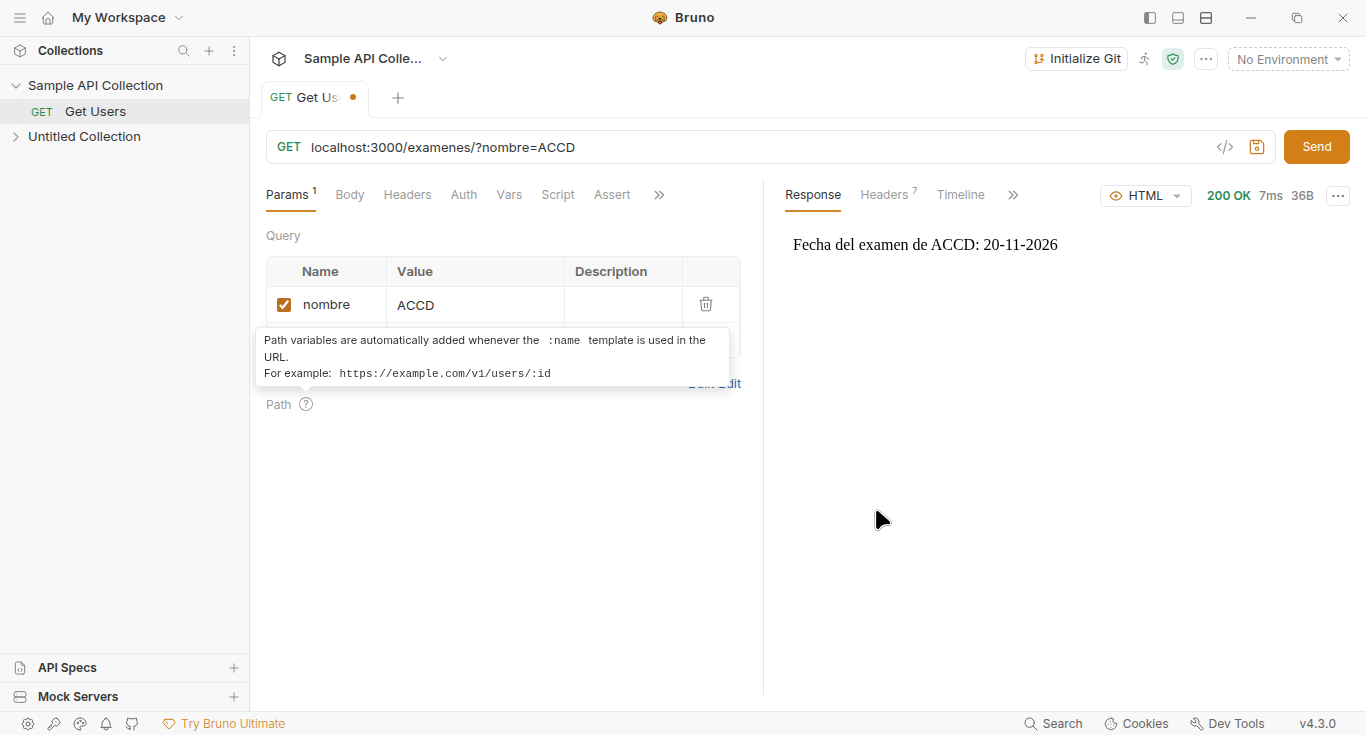 My Workspace
Bruno
Collections
Sample API Collection
GET Get Users
Untitled Collection
API Specs
Mock Servers
Sample API Colle...
Initialize Git
No Environment
GET Get Us
GET localhost:3000/examenes/?nombre=ACCD
Send
Params 1 Body Headers Auth Vars Script Assert
Query
Name Value Description
nombre ACCD
Path variables are automatically added whenever the :name template is used in the
URL.
For example: https://example.com/v1/users/:id
Bulk Edit
Path ?
Response Headers 7 Timeline
HTML
200 OK 7ms 36B
Fecha del examen de ACCD: 20-11-2026
Try Bruno Ultimate
Search Cookies Dev Tools v4.3.0